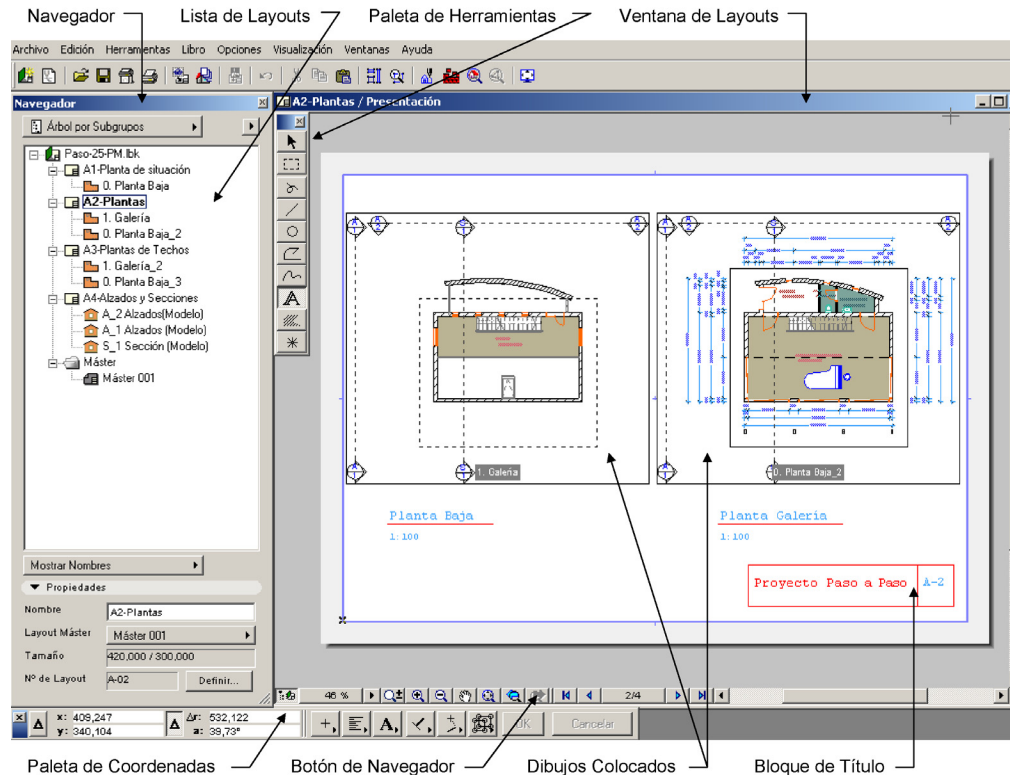 Navegador
Lista de Layouts
Paleta de Herramientas
Ventana de Layouts
Archivo Edición Herramientas Libro Opciones Visualización Ventanas Ayuda
Navegador
Árbol por Subgrupos
Paso-25-PM.lbk
A1-Planta de situación
0. Planta Baja
A2-Plantas
1. Galería
0. Planta Baja_2
A3-Plantas de Techos
1. Galería_2
0. Planta Baja_3
A4-Alzados y Secciones
A_2 Alzados(Modelo)
A_1 Alzados (Modelo)
S_1 Sección (Modelo)
Máster
Máster 001
Mostrar Nombres
Propiedades
Nombre
A2-Plantas
Layout Máster
Máster 001
Tamaño
420,000 / 300,000
Nº de Layout
A-02
Definir...
A2-Plantas / Presentación
1. Galería
0. Planta Baja_2
Planta Baja
1:100
Planta Galería
1:100
Proyecto Paso a Paso
A-2
46 %
2/4
x: 409,247
y: 340,104
Δr: 532,122
a: 39,73°
OK
Cancelar
Paleta de Coordenadas
Botón de Navegador
Dibujos Colocados
Bloque de Título